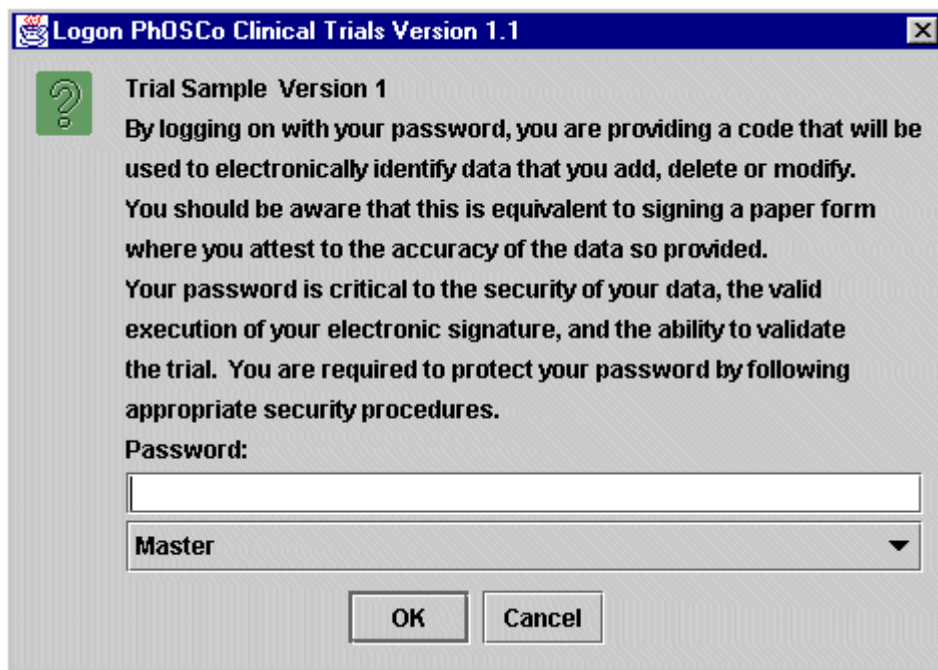 Logon PhOSCo Clinical Trials Version 1.1
Trial Sample  Version 1
By logging on with your password, you are providing a code that will be
used to electronically identify data that you add, delete or modify.
You should be aware that this is equivalent to signing a paper form
where you attest to the accuracy of the data so provided.
Your password is critical to the security of your data, the valid
execution of your electronic signature, and the ability to validate
the trial.  You are required to protect your password by following
appropriate security procedures.
Password:
Master
OK Cancel